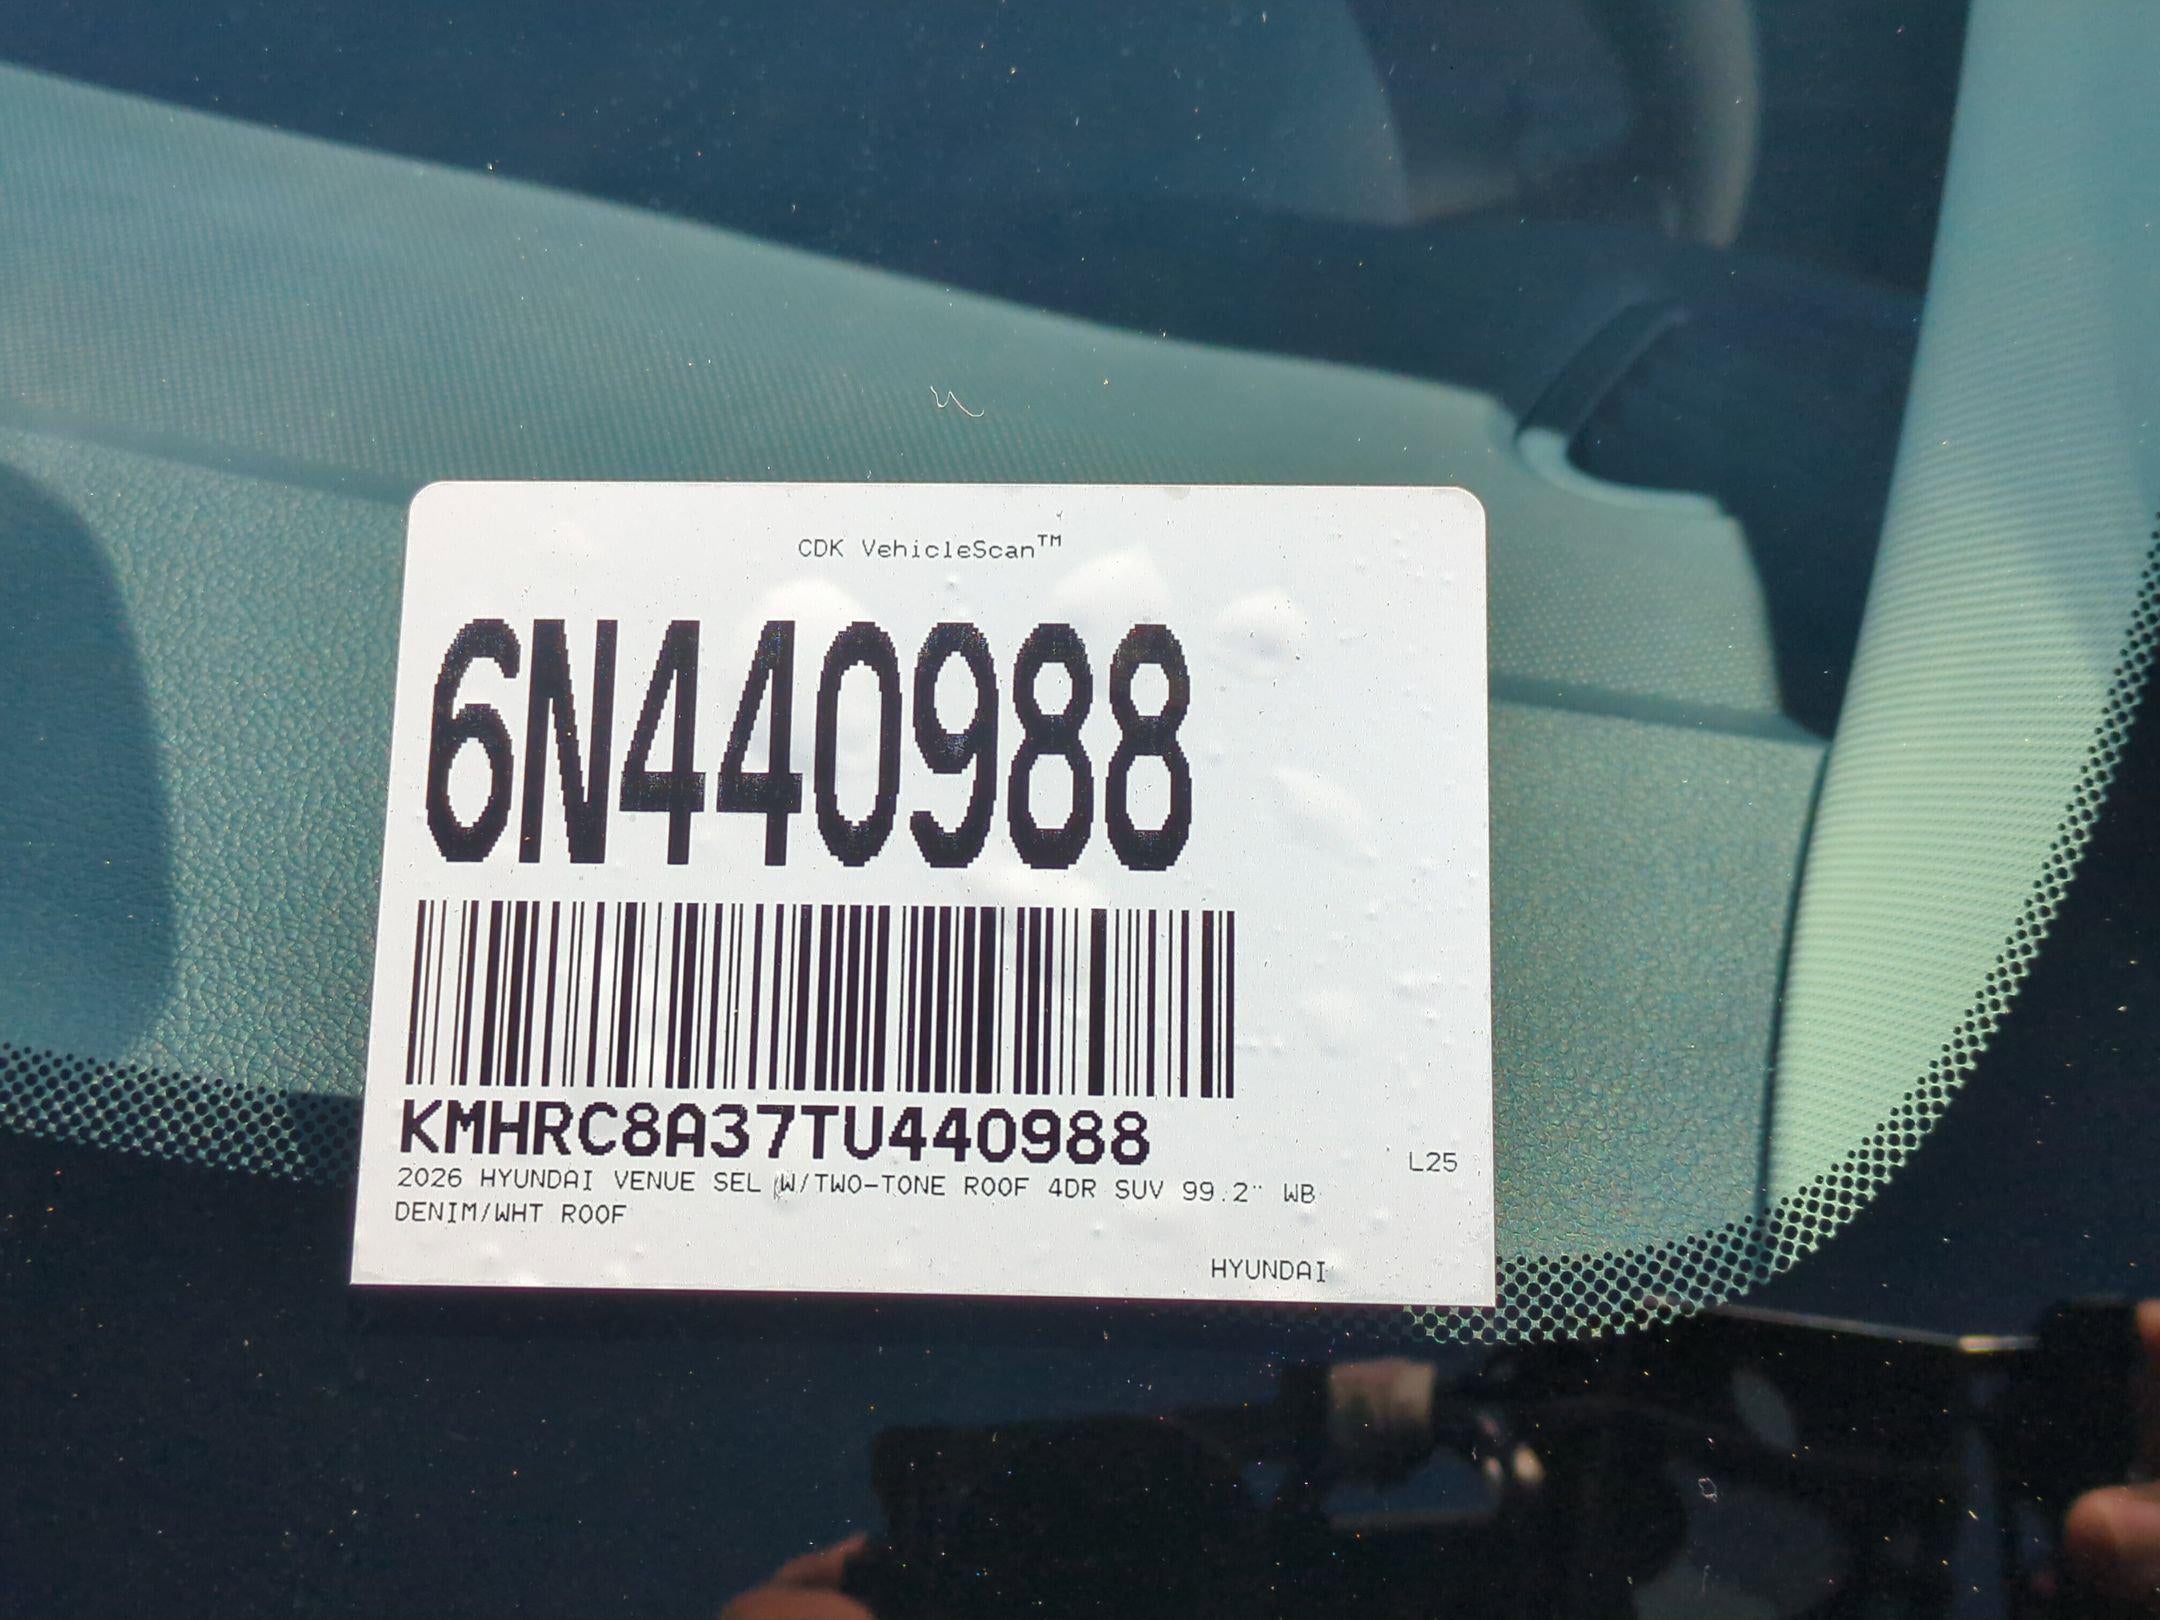 CDK VehicleScan™
6N440988
KMHRC8A37TU440988
L25
2026 HYUNDAI VENUE SEL W/TWO-TONE ROOF 4DR SUV 99.2" WB
DENIM/WHT ROOF
HYUNDAI